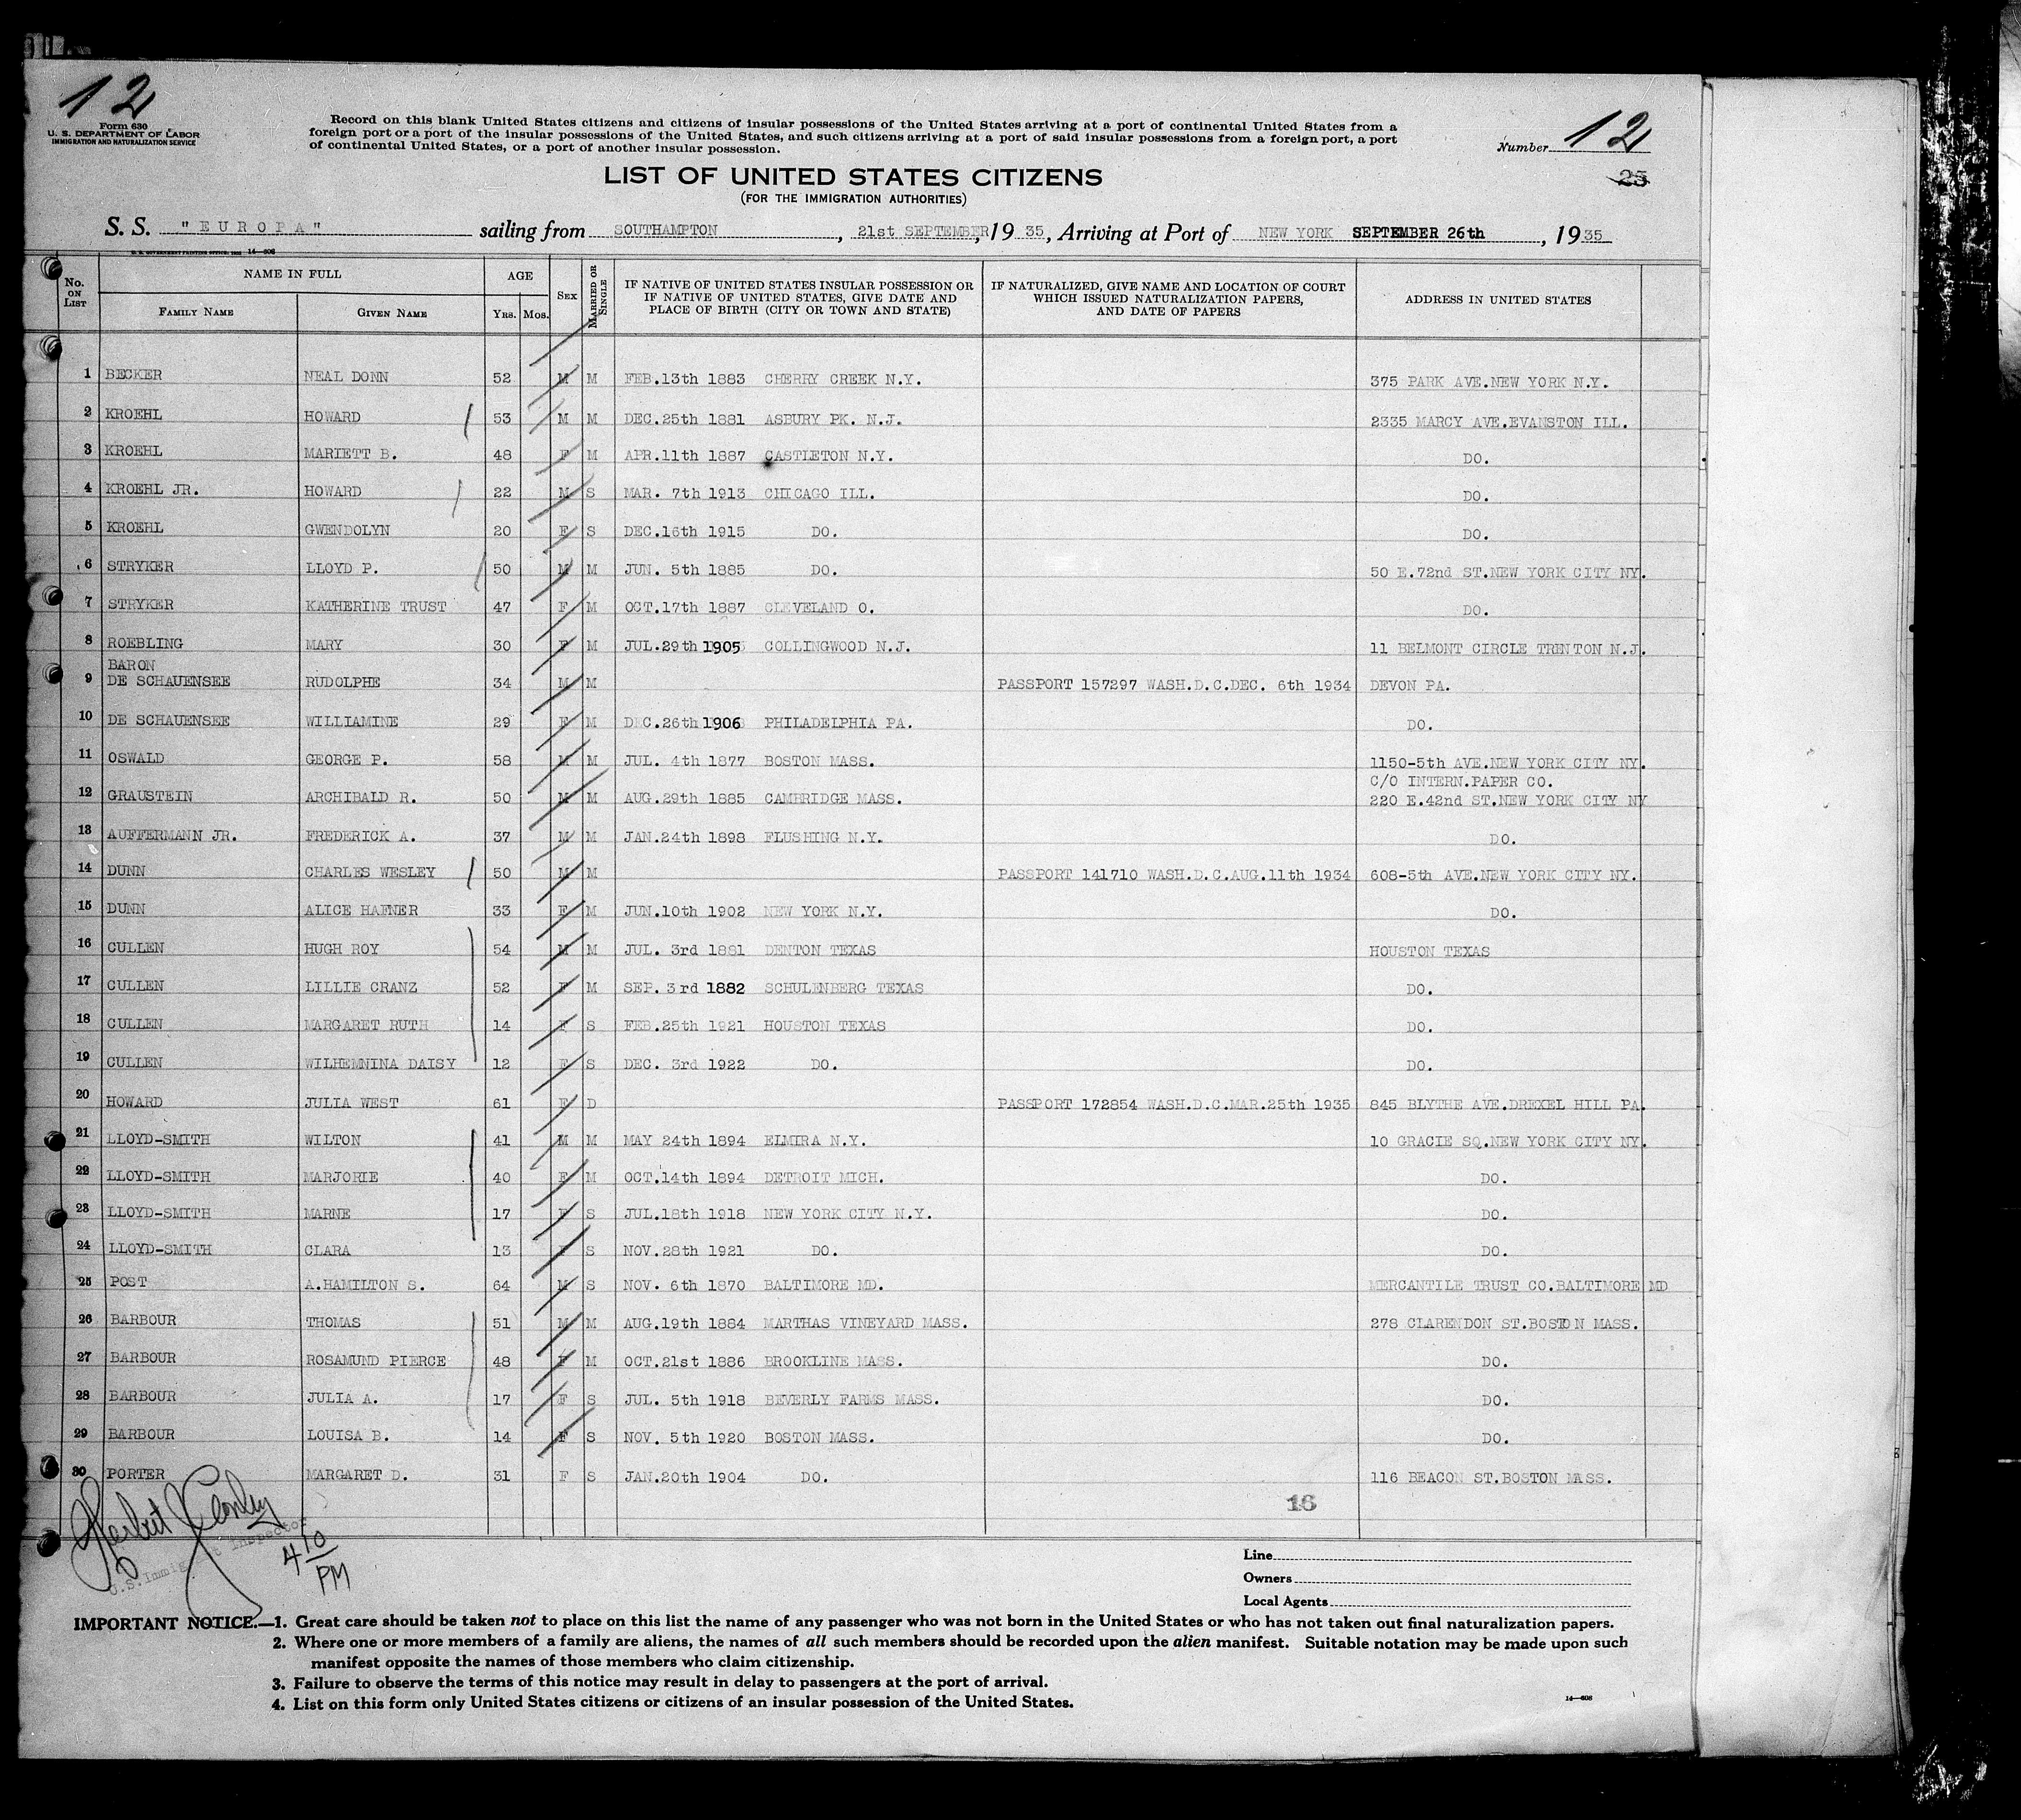 12
Form 630
U. S. DEPARTMENT OF LABOR
IMMIGRATION AND NATURALIZATION SERVICE
Record on this blank United States citizens and citizens of insular possessions of the United States arriving at a port of continental United States from a
foreign port or a port of the insular possessions of the United States, and such citizens arriving at a port of said insular possessions from a foreign port, a port
of continental United States, or a port of another insular possession.
Number 12
25
LIST OF UNITED STATES CITIZENS
(FOR THE IMMIGRATION AUTHORITIES)
S. S. "EUROPA" sailing from SOUTHAMPTON, 21st SEPTEMBER, 19 35, Arriving at Port of NEW YORK SEPTEMBER 26th, 19 35
U. S. GOVERNMENT PRINTING OFFICE: 1932 14—608
No. ON LIST NAME IN FULL FAMILY NAME GIVEN NAME AGE YRS. MOS. SEX MARRIED OR SINGLE IF NATIVE OF UNITED STATES INSULAR POSSESSION OR IF NATIVE OF UNITED STATES, GIVE DATE AND PLACE OF BIRTH (CITY OR TOWN AND STATE) IF NATURALIZED, GIVE NAME AND LOCATION OF COURT WHICH ISSUED NATURALIZATION PAPERS, AND DATE OF PAPERS ADDRESS IN UNITED STATES
1 BECKER NEAL DONN 52 M M FEB.13th 1883 CHERRY CREEK N.Y. 375 PARK AVE.NEW YORK N.Y.
2 KROEHL HOWARD 53 M M DEC.25th 1881 ASBURY PK. N.J. 2335 MARCY AVE.EVANSTON ILL.
3 KROEHL MARIETT B. 48 F M APR.11th 1887 CASTLETON N.Y. DO.
4 KROEHL JR. HOWARD 22 M S MAR. 7th 1913 CHICAGO ILL. DO.
5 KROEHL GWENDOLYN 20 F S DEC.16th 1915 DO. DO.
6 STRYKER LLOYD P. 50 M M JUN. 5th 1885 DO. 50 E.72nd ST.NEW YORK CITY NY.
7 STRYKER KATHERINE TRUST 47 F M OCT.17th 1887 CLEVELAND O. DO.
8 ROEBLING MARY 30 F M JUL.29th 1905 COLLINGWOOD N.J. 11 BELMONT CIRCLE TRENTON N.J.
BARON
9 DE SCHAUENSEE RUDOLPHE 34 M M PASSPORT 157297 WASH.D.C.DEC. 6th 1934 DEVON PA.
10 DE SCHAUENSEE WILLIAMINE 29 F M DEC.26th 1906 PHILADELPHIA PA. DO.
11 OSWALD GEORGE P. 58 M M JUL. 4th 1877 BOSTON MASS. 1150-5th AVE.NEW YORK CITY NY.
C/O INTERN.PAPER CO.
12 GRAUSTEIN ARCHIBALD R. 50 M M AUG.29th 1885 CAMBRIDGE MASS. 220 E.42nd ST.NEW YORK CITY NY
13 AUFFERMANN JR. FREDERICK A. 37 M M JAN.24th 1898 FLUSHING N.Y. DO.
14 DUNN CHARLES WESLEY 50 M M PASSPORT 141710 WASH.D.C.AUG.11th 1934 608-5th AVE.NEW YORK CITY NY.
15 DUNN ALICE HAFNER 33 F M JUN.10th 1902 NEW YORK N.Y. DO.
16 CULLEN HUGH ROY 54 M M JUL. 3rd 1881 DENTON TEXAS HOUSTON TEXAS
17 CULLEN LILLIE CRANZ 52 F M SEP. 3rd 1882 SCHULENBERG TEXAS DO.
18 CULLEN MARGARET RUTH 14 F S FEB.25th 1921 HOUSTON TEXAS DO.
19 CULLEN WILHEMNINA DAISY 12 F S DEC. 3rd 1922 DO. DO.
20 HOWARD JULIA WEST 61 F D PASSPORT 172854 WASH.D.C.MAR.25th 1935 845 BLYTHE AVE.DREXEL HILL PA.
21 LLOYD-SMITH WILTON 41 M M MAY 24th 1894 ELMIRA N.Y. 10 GRACIE SQ.NEW YORK CITY NY.
22 LLOYD-SMITH MARJORIE 40 F M OCT.14th 1894 DETROIT MICH. DO.
23 LLOYD-SMITH MARNE 17 F S JUL.18th 1918 NEW YORK CITY N.Y. DO.
24 LLOYD-SMITH CLARA 13 F S NOV.28th 1921 DO. DO.
25 POST A.HAMILTON S. 64 M S NOV. 6th 1870 BALTIMORE MD. MERCANTILE TRUST CO.BALTIMORE MD
26 BARBOUR THOMAS 51 M M AUG.19th 1884 MARTHAS VINEYARD MASS. 278 CLARENDON ST.BOSTON MASS.
27 BARBOUR ROSAMUND PIERCE 48 F M OCT.21st 1886 BROOKLINE MASS. DO.
28 BARBOUR JULIA A. 17 F S JUL. 5th 1918 BEVERLY FARMS MASS. DO.
29 BARBOUR LOUISA B. 14 F S NOV. 5th 1920 BOSTON MASS. DO.
30 PORTER MARGARET D. 31 F S JAN.20th 1904 DO. 116 BEACON ST.BOSTON MASS.
16
Herbert J Conley
U.S. Immigrant Inspector
4 10 PM
Line
Owners
Local Agents
IMPORTANT NOTICE.—1. Great care should be taken not to place on this list the name of any passenger who was not born in the United States or who has not taken out final naturalization papers.
2. Where one or more members of a family are aliens, the names of all such members should be recorded upon the alien manifest. Suitable notation may be made upon such
manifest opposite the names of those members who claim citizenship.
3. Failure to observe the terms of this notice may result in delay to passengers at the port of arrival.
4. List on this form only United States citizens or citizens of an insular possession of the United States.
14—608